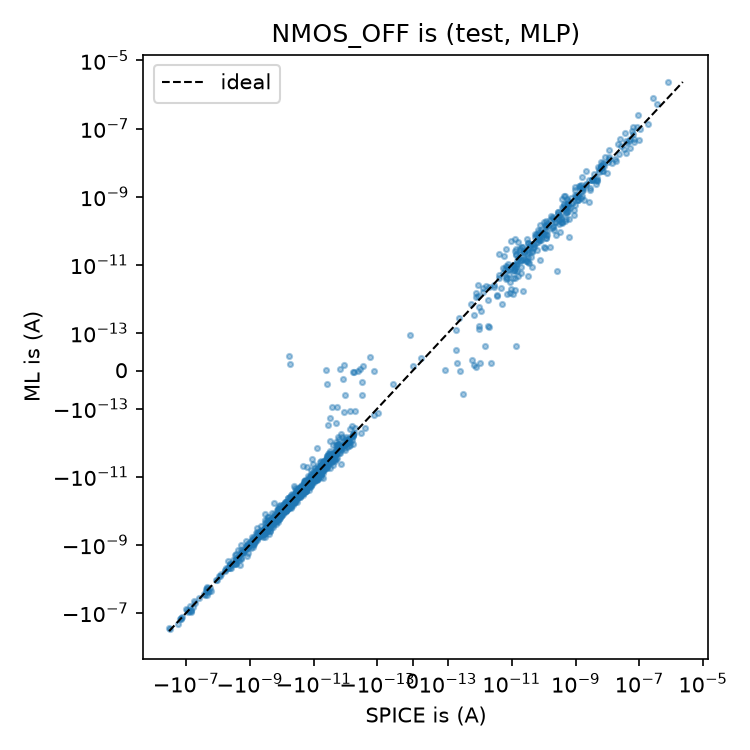 NMOS_OFF is (test, MLP)
ideal
10⁻⁵
10⁻⁷
10⁻⁹
10⁻¹¹
10⁻¹³
0
−10⁻¹³
−10⁻¹¹
−10⁻⁹
−10⁻⁷
ML is (A)
−10⁻⁷ −10⁻⁹ −10⁻¹¹ −10⁻¹³ 0 10⁻¹³ 10⁻¹¹ 10⁻⁹ 10⁻⁷ 10⁻⁵
SPICE is (A)